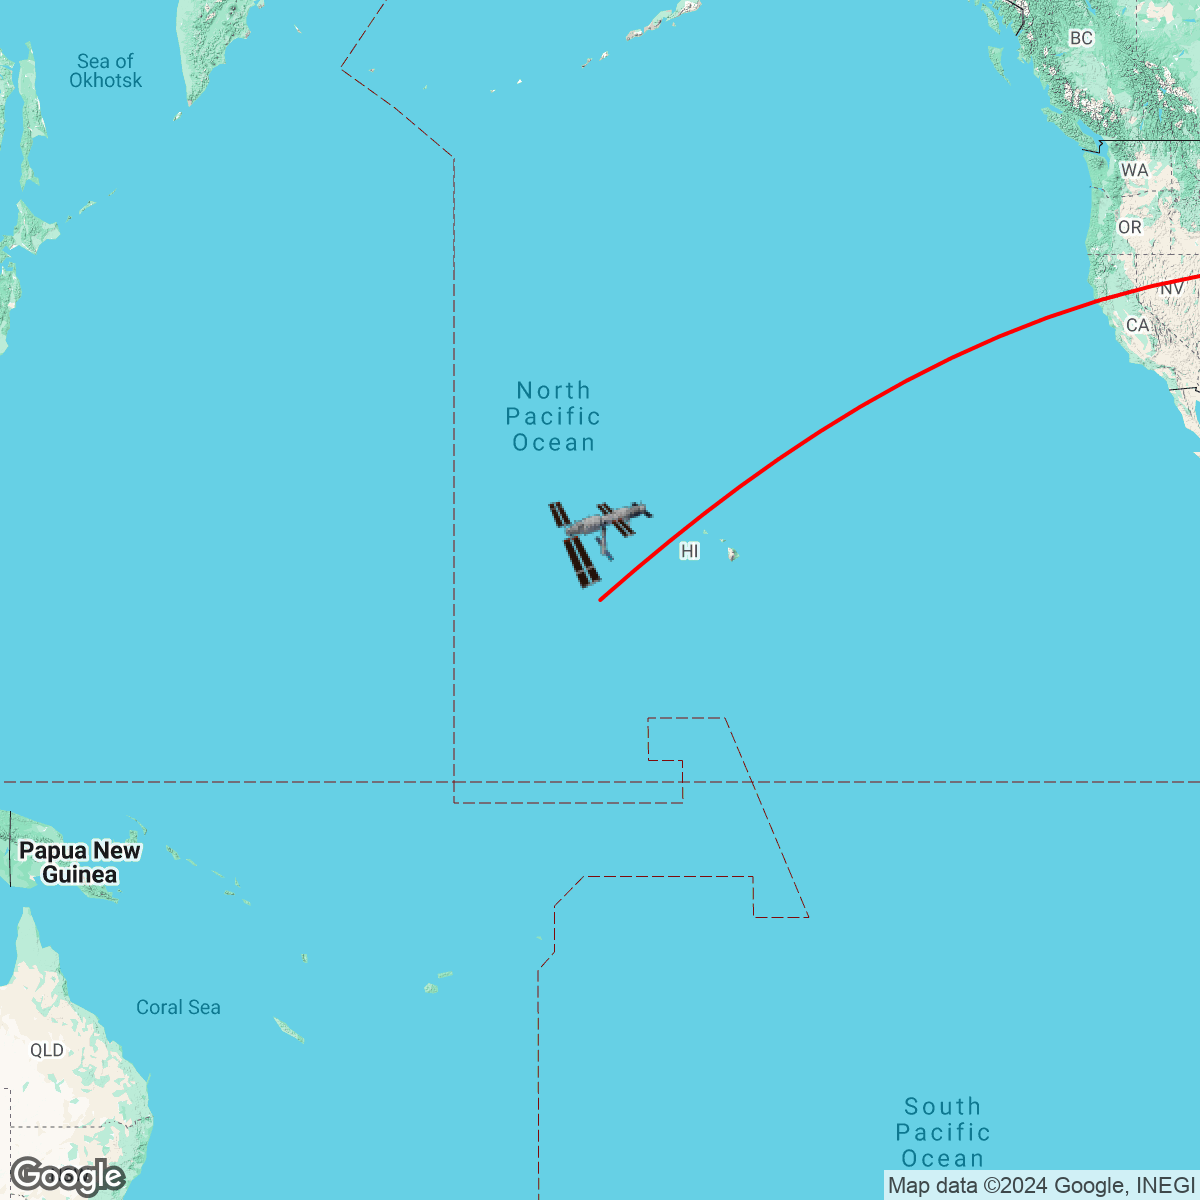 BC
Sea of
Okhotsk
WA
OR
NV
CA
North
Pacific
Ocean
HI
Papua New
Guinea
Coral Sea
QLD
South
Pacific
Ocean
Google
Map data ©2024 Google, INEGI